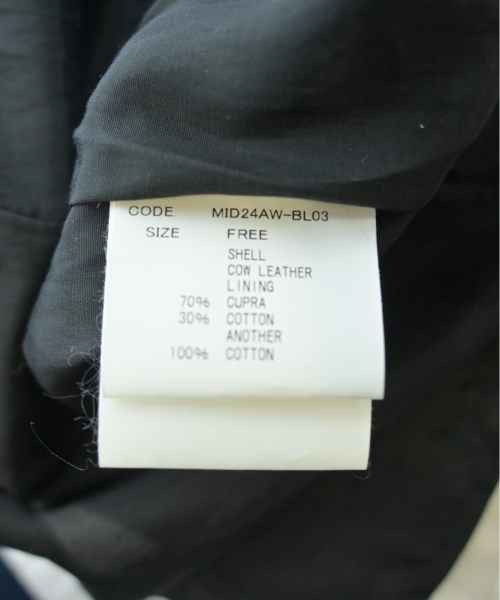 CODE. MID24AW-BL03
SIZE FREE
SHELL
COW LEATHER
LINING
70% CUPRA
30% COTTON
ANOTHER
100% COTTON